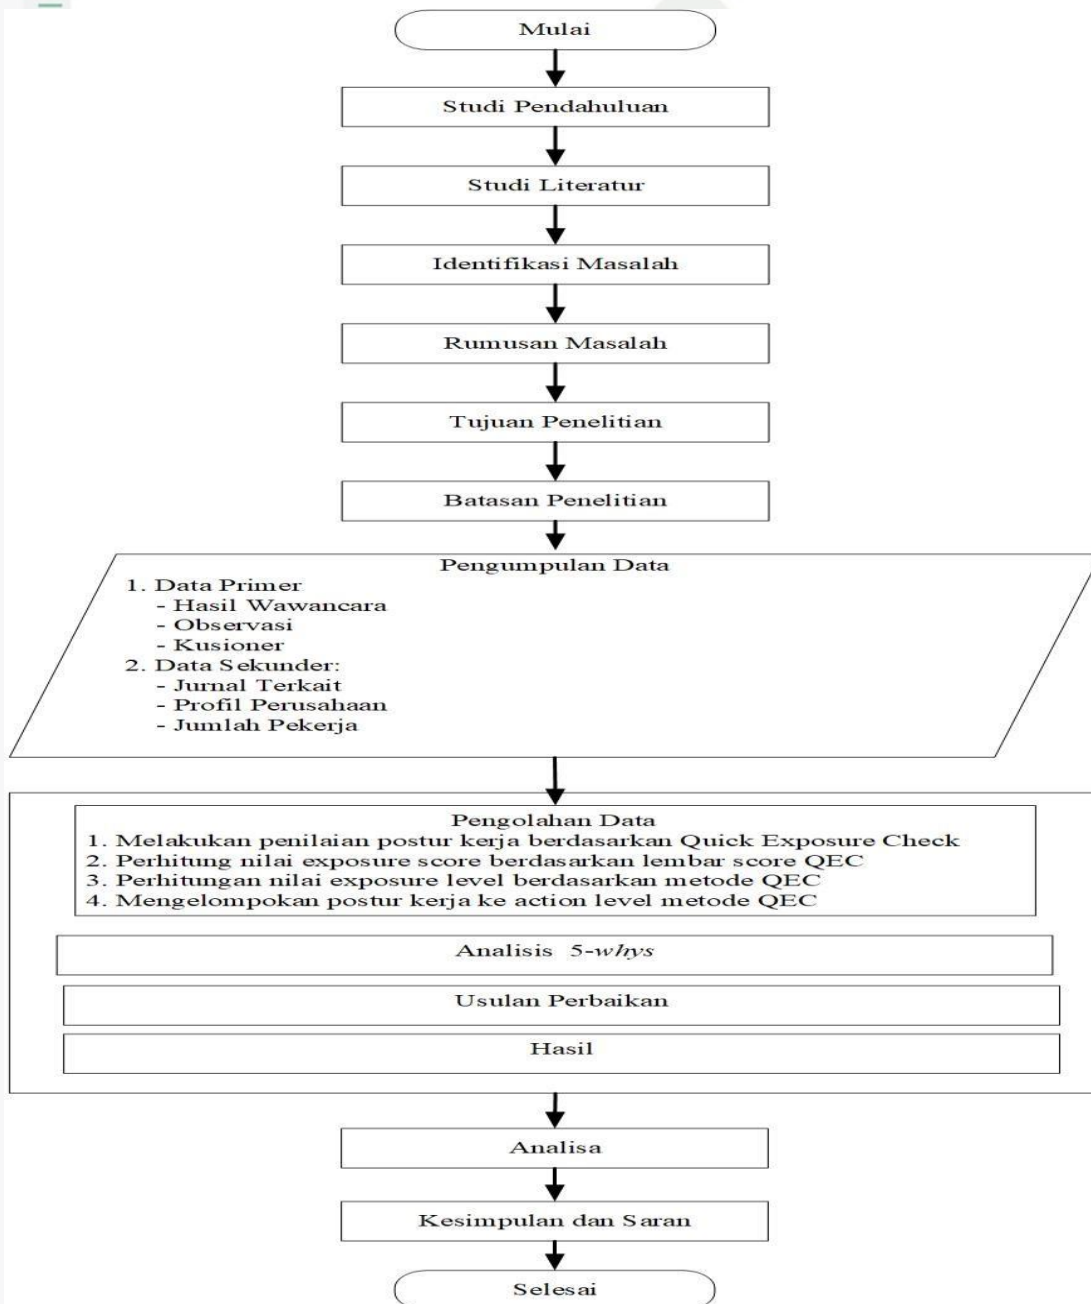 Mulai
Studi Pendahuluan
Studi Literatur
Identifikasi Masalah
Rumusan Masalah
Tujuan Penelitian
Batasan Penelitian
Pengumpulan Data
1. Data Primer
- Hasil Wawancara
- Observasi
- Kusioner
2. Data Sekunder:
- Jurnal Terkait
- Profil Perusahaan
- Jumlah Pekerja
Pengolahan Data
1. Melakukan penilaian postur kerja berdasarkan Quick Exposure Check
2. Perhitung nilai exposure score berdasarkan lembar score QEC
3. Perhitungan nilai exposure level berdasarkan metode QEC
4. Mengelompokan postur kerja ke action level metode QEC
Analisis 5-whys
Usulan Perbaikan
Hasil
Analisa
Kesimpulan dan Saran
Selesai